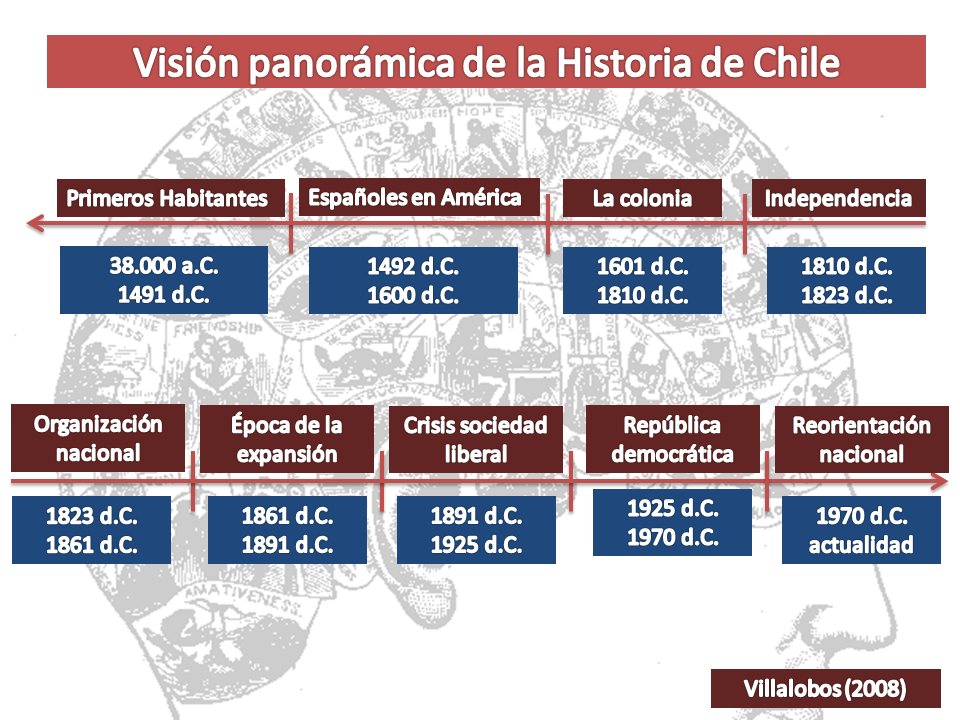 Visión panorámica de la Historia de Chile
Primeros Habitantes
Españoles en América
La colonia
Independencia
38.000 a.C.
1491 d.C.
1492 d.C.
1600 d.C.
1601 d.C.
1810 d.C.
1810 d.C.
1823 d.C.
FRIENDSHIP
Organización
nacional
Época de la
expansión
Crisis sociedad
liberal
República
democrática
Reorientación
nacional
1823 d.C.
1861 d.C.
1861 d.C.
1891 d.C.
1891 d.C.
1925 d.C.
1925 d.C.
1970 d.C.
1970 d.C.
actualidad
AMATIVENESS.
Villalobos (2008)